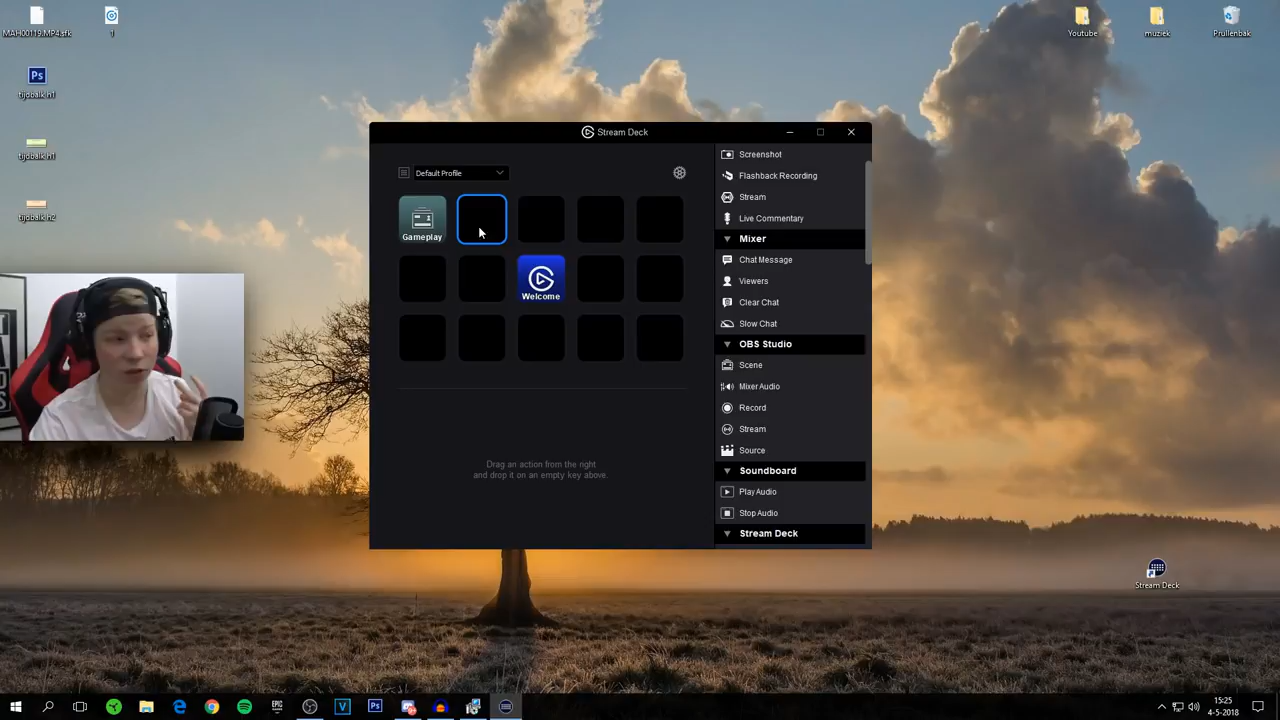 MAH00119.MP4.sfk
1
Youtube
muziek
Prullenbak
Ps
tijdbalk h1
tijdbalk h1
tijdbalk h2
Stream Deck
Default Profile
Gameplay
Welcome
Drag an action from the right
and drop it on an empty key above.
Screenshot
Flashback Recording
Stream
Live Commentary
Mixer
Chat Message
Viewers
Clear Chat
Slow Chat
OBS Studio
Scene
Mixer Audio
Record
Stream
Source
Soundboard
Play Audio
Stop Audio
Stream Deck
Stream Deck
EPIC
V
Ps
15:25
4-5-2018